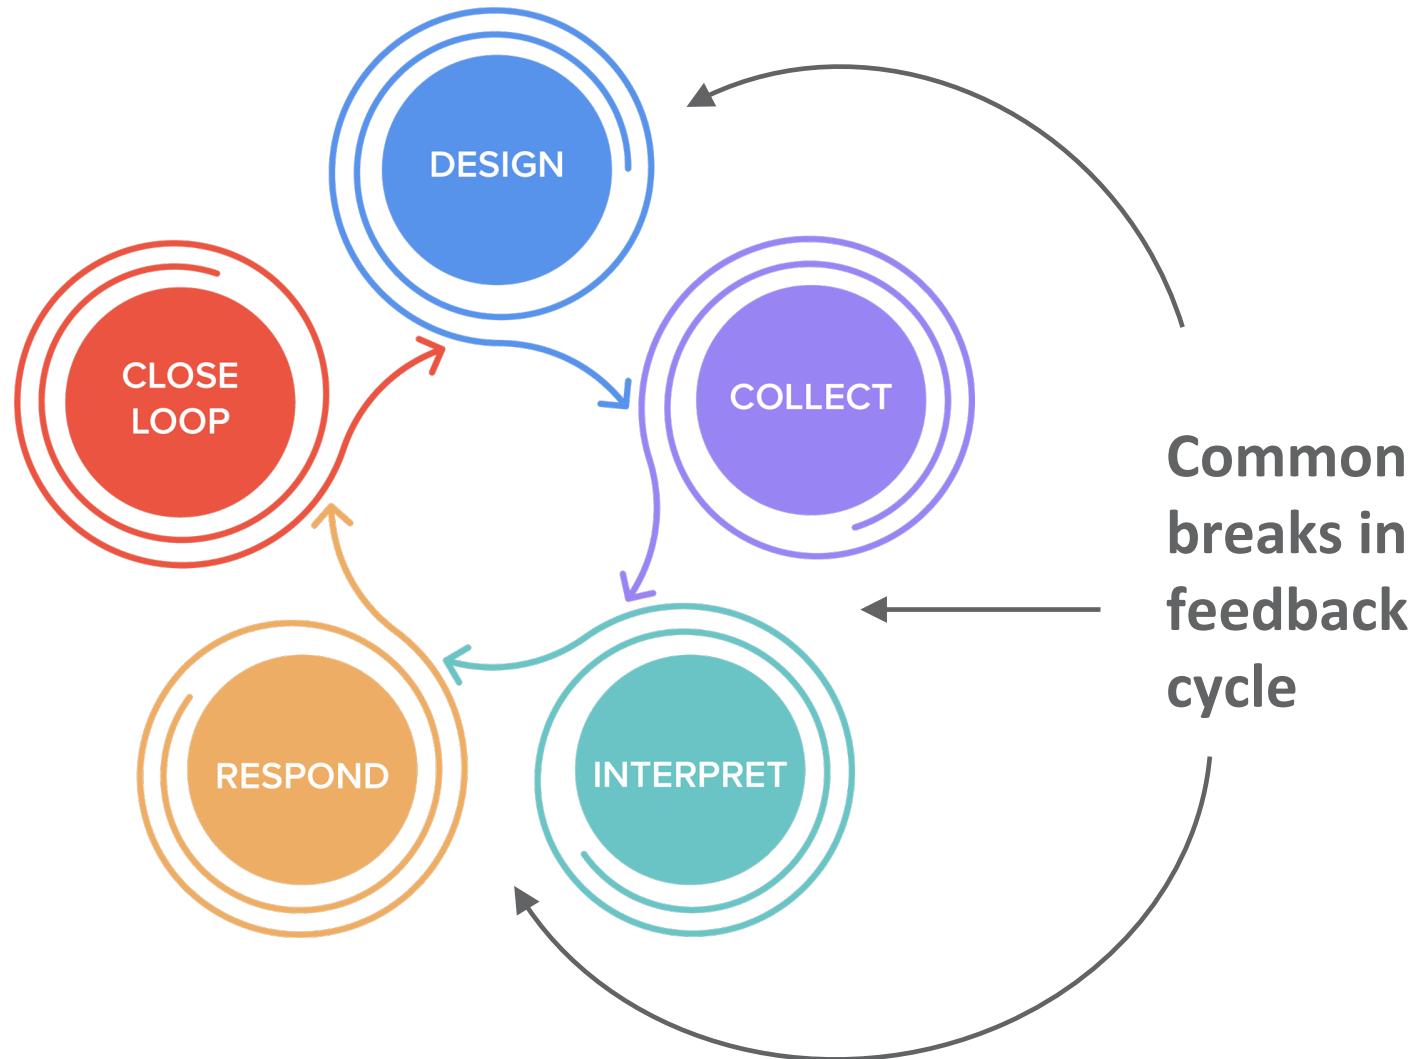 DESIGN
COLLECT
INTERPRET
RESPOND
CLOSE
LOOP
Common
breaks in
feedback
cycle